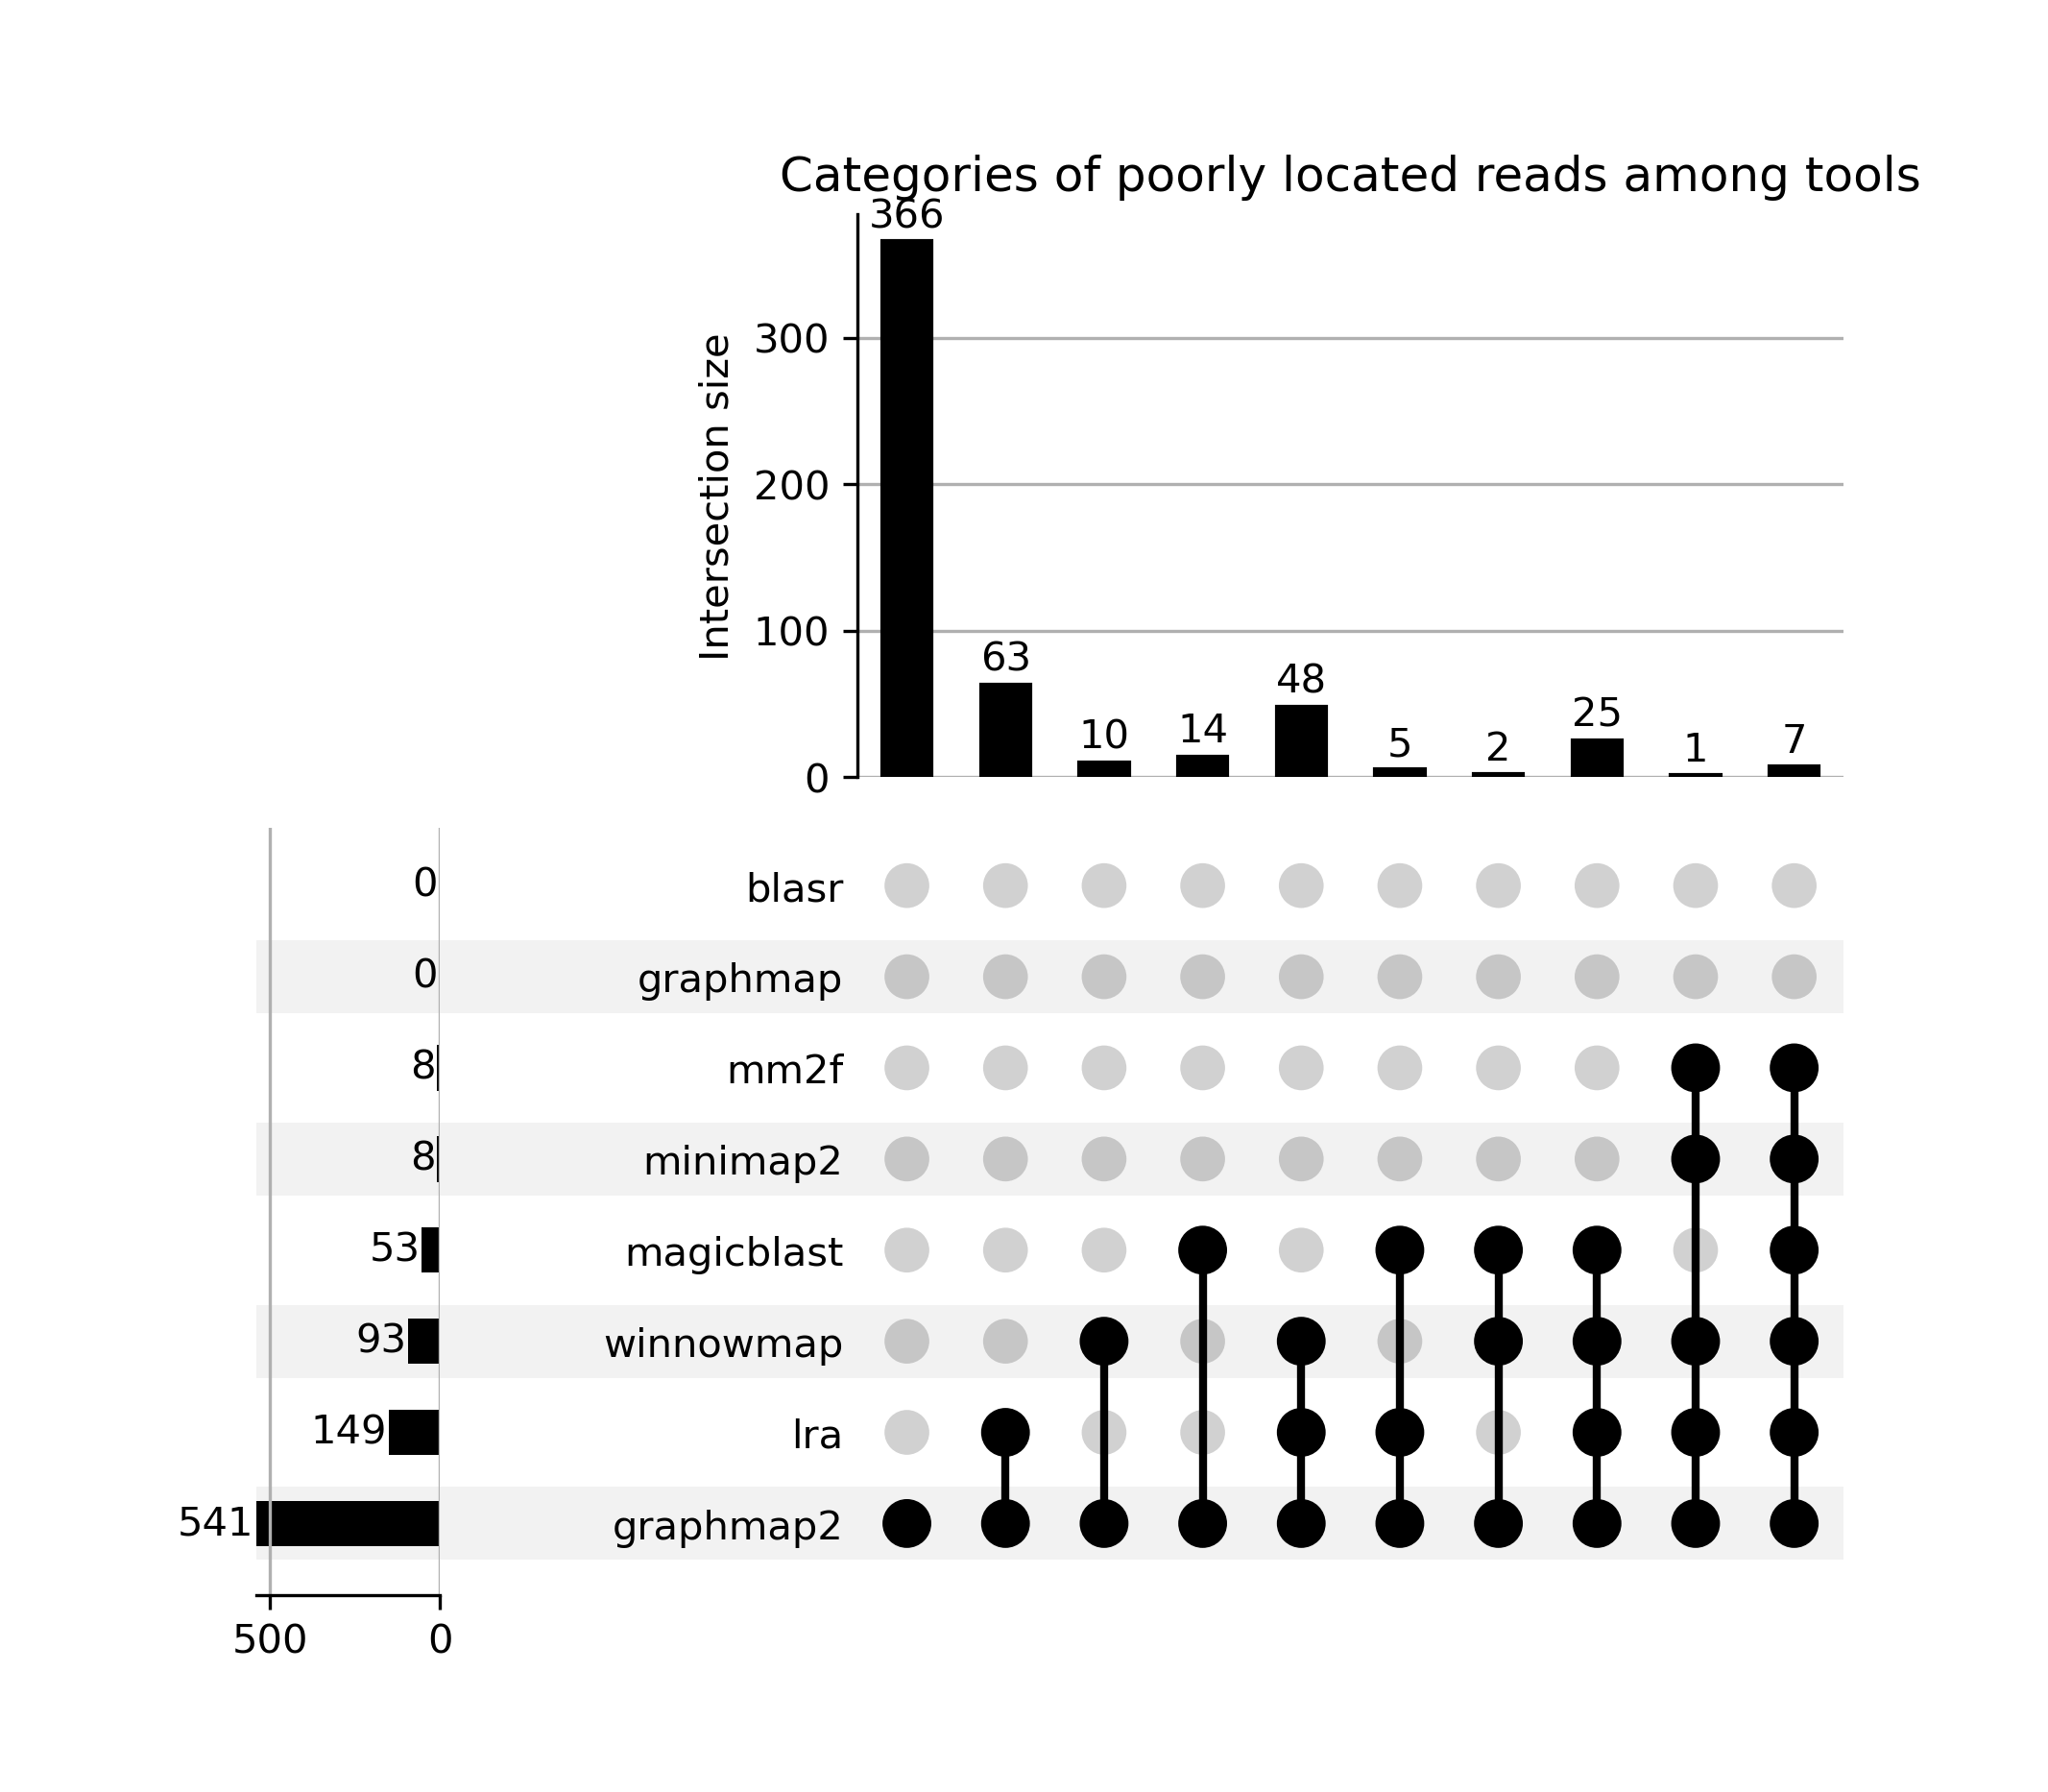 Categories of poorly located reads among tools
366
Intersection size
300
200
100
0
63
10
14
48
5
2
25
1
7
0 blasr
0 graphmap
8 mm2f
8 minimap2
53 magicblast
93 winnowmap
149 lra
541 graphmap2
500 0